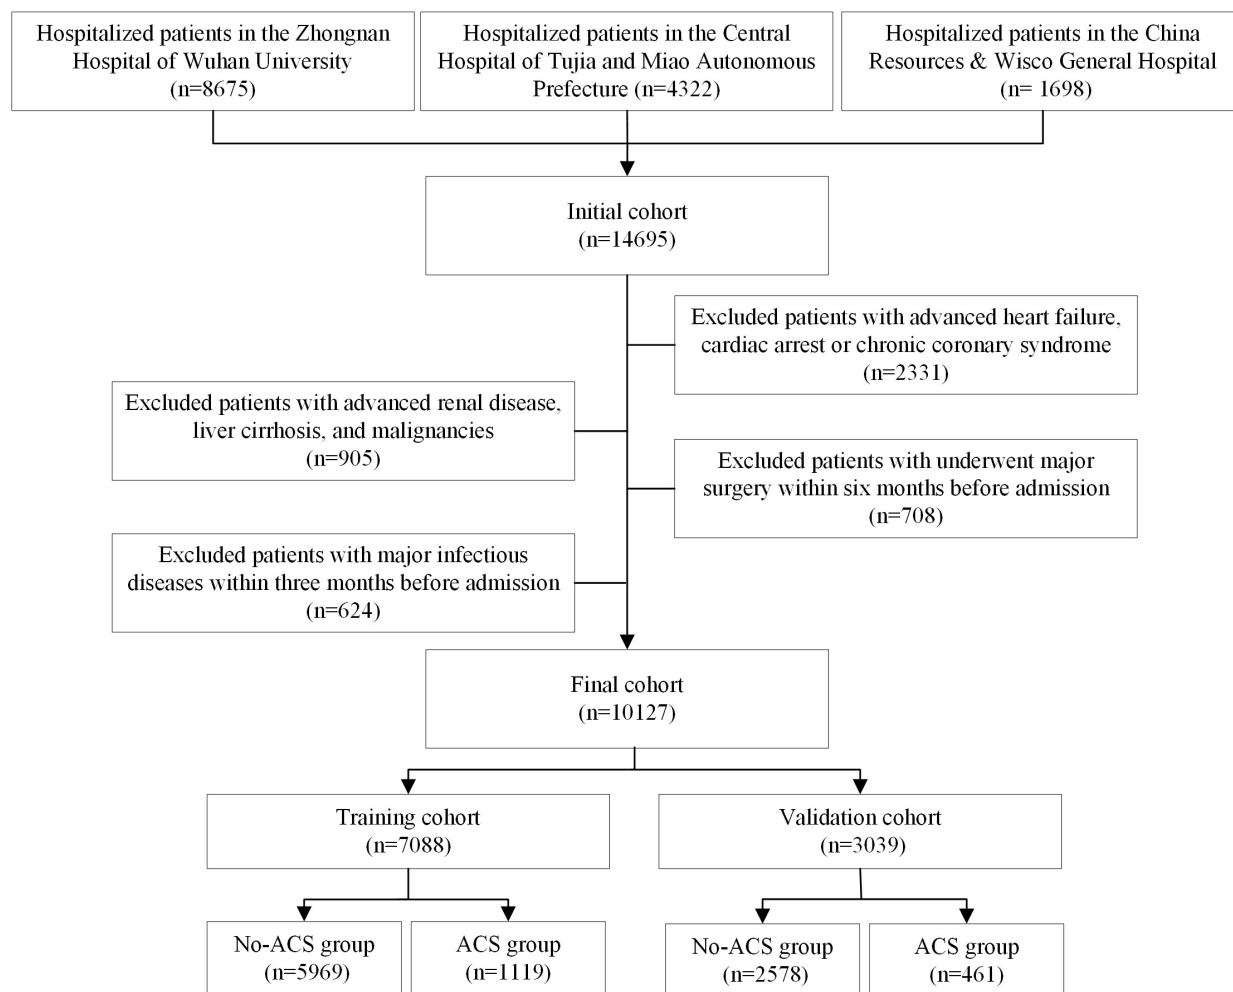 Hospitalized patients in the Zhongnan
Hospital of Wuhan University
(n=8675)
Hospitalized patients in the Central
Hospital of Tujia and Miao Autonomous
Prefecture (n=4322)
Hospitalized patients in the China
Resources & Wisco General Hospital
(n= 1698)
Initial cohort
(n=14695)
Excluded patients with advanced heart failure,
cardiac arrest or chronic coronary syndrome
(n=2331)
Excluded patients with advanced renal disease,
liver cirrhosis, and malignancies
(n=905)
Excluded patients with underwent major
surgery within six months before admission
(n=708)
Excluded patients with major infectious
diseases within three months before admission
(n=624)
Final cohort
(n=10127)
Training cohort
(n=7088)
Validation cohort
(n=3039)
No-ACS group
(n=5969)
ACS group
(n=1119)
No-ACS group
(n=2578)
ACS group
(n=461)